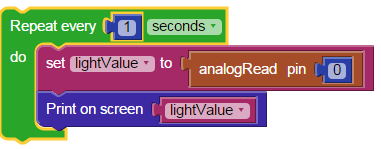 Repeat every 1 seconds
do set lightValue to analogRead pin 0
Print on screen lightValue